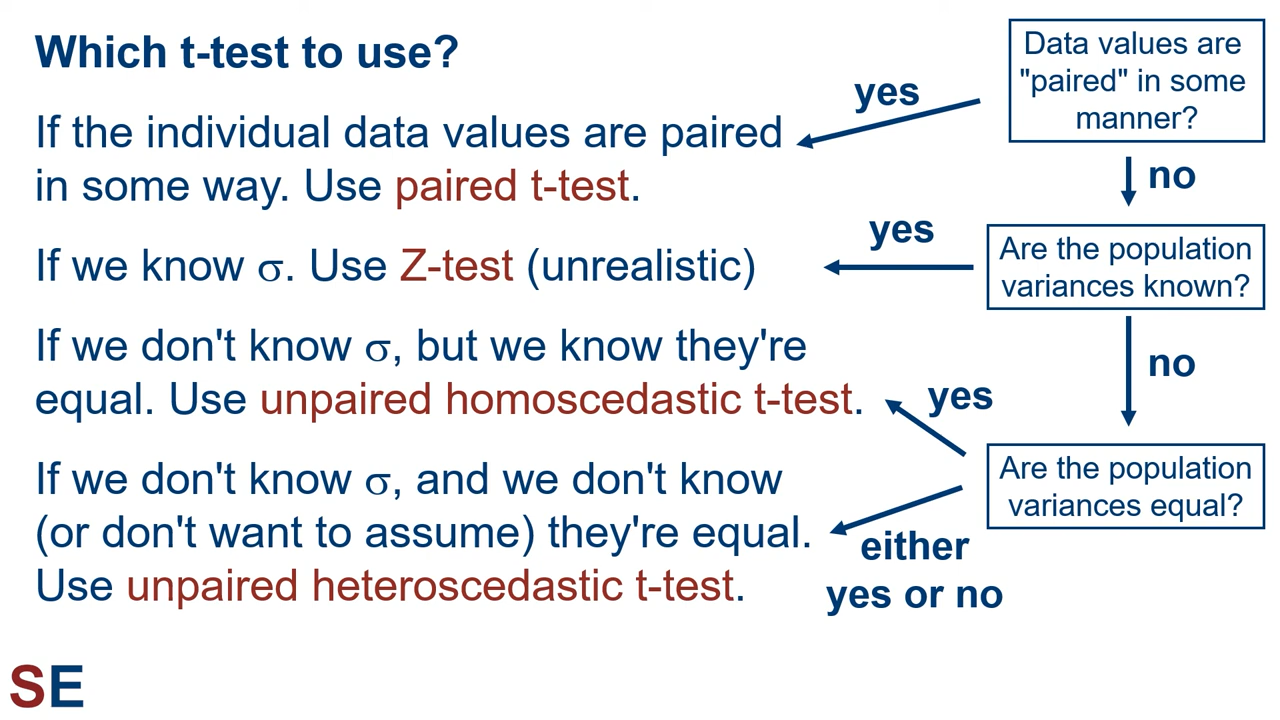 Which t-test to use?
If the individual data values are paired
in some way. Use paired t-test.
If we know σ. Use Z-test (unrealistic)
If we don't know σ, but we know they're
equal. Use unpaired homoscedastic t-test.
If we don't know σ, and we don't know
(or don't want to assume) they're equal.
Use unpaired heteroscedastic t-test.
Data values are
"paired" in some
manner?
yes
no
Are the population
variances known?
yes
no
Are the population
variances equal?
yes
either
yes or no
SE